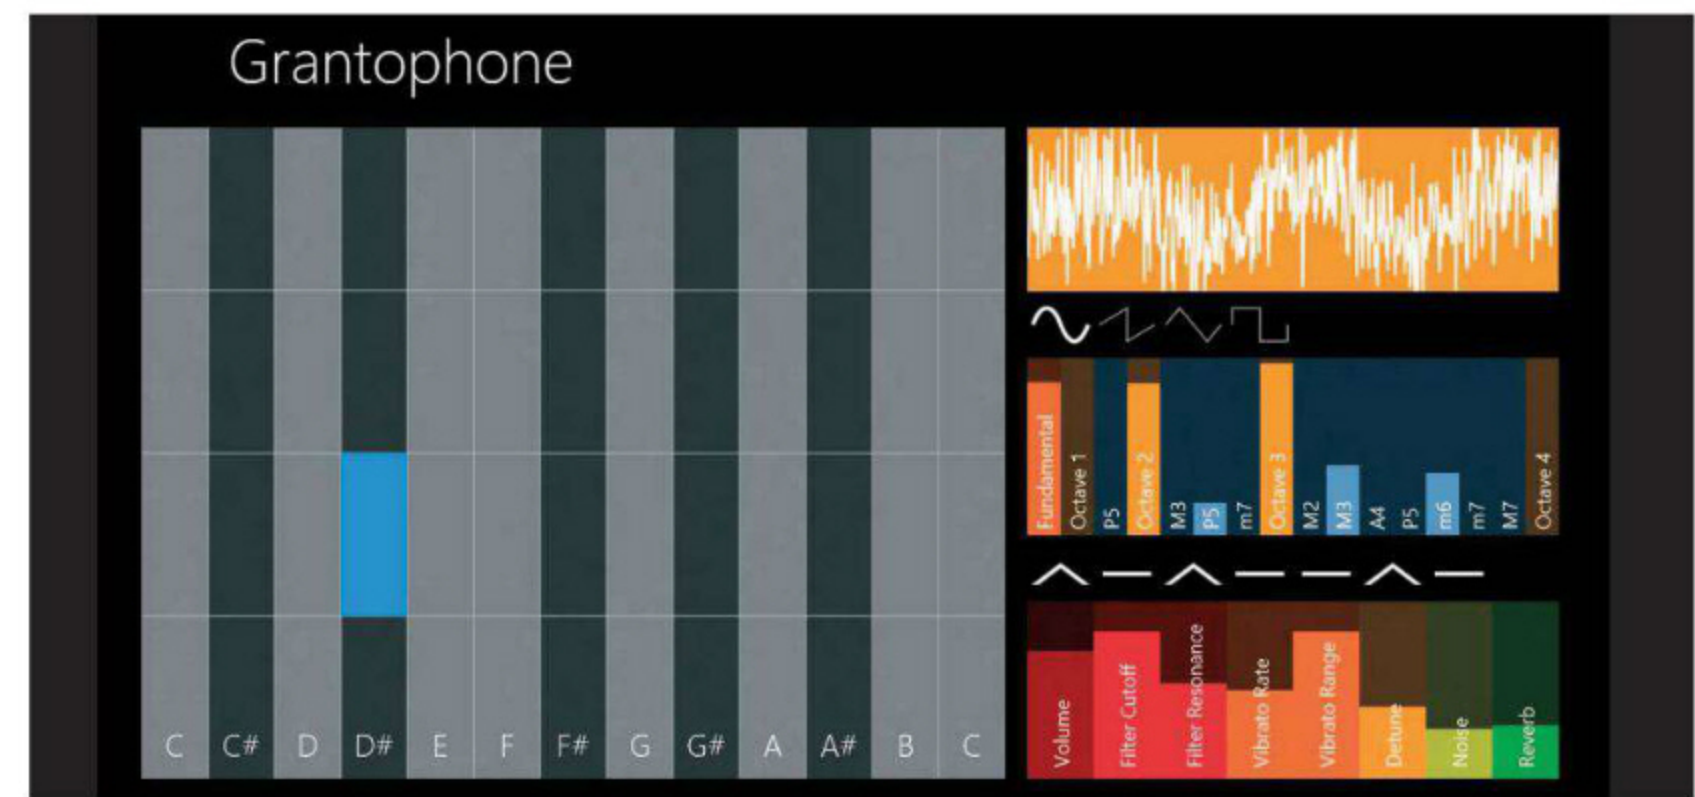 Grantophone
C C# D D# E F F# G G# A A# B C
Fundamental
Octave 1
P5
Octave 2
M3
P5
m7
Octave 3
M2
M3
A4
P5
m6
m7
M7
Octave 4
Volume
Filter Cutoff
Filter Resonance
Vibrato Rate
Vibrato Range
Detune
Noise
Reverb